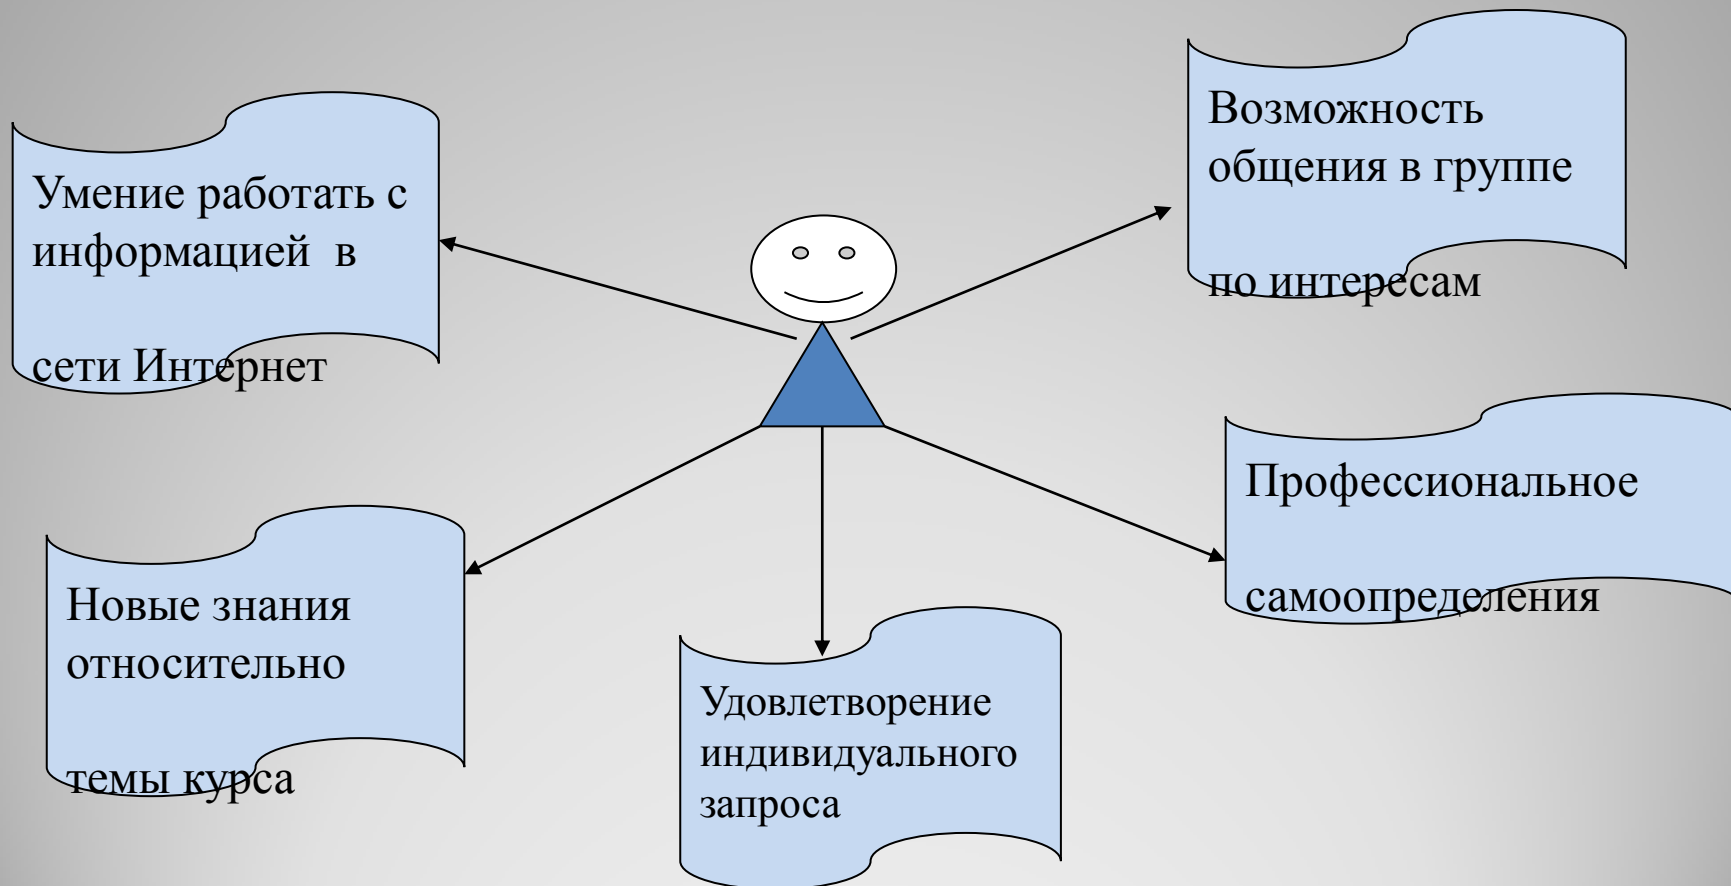 Умение работать с
информацией  в
сети Интернет
Возможность
общения в группе
по интересам
Новые знания
относительно
темы курса
Удовлетворение
индивидуального
запроса
Профессиональное
самоопределения